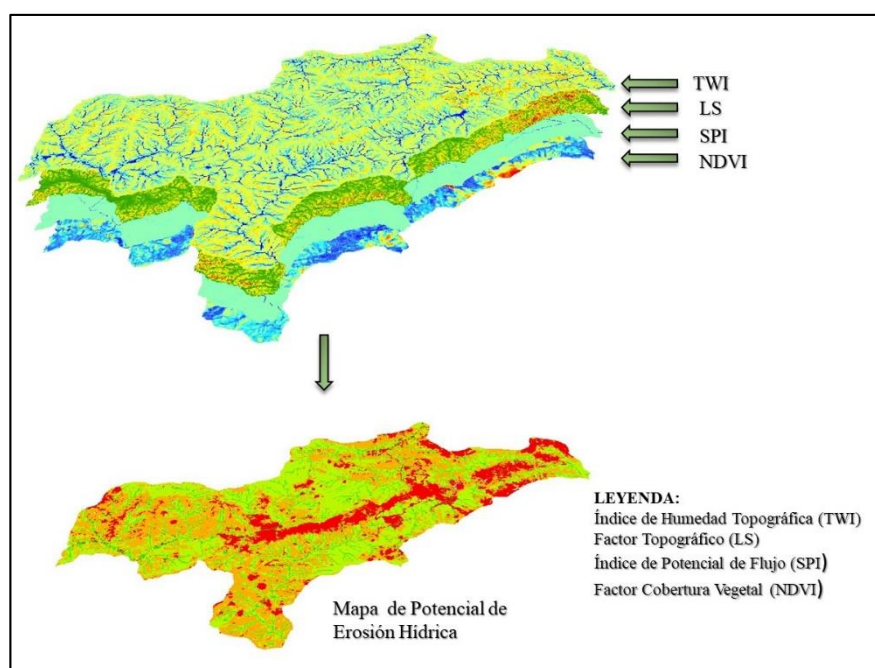 TWI
LS
SPI
NDVI
LEYENDA:
Índice de Humedad Topográfica (TWI)
Factor Topográfico (LS)
Índice de Potencial de Flujo (SPI)
Factor Cobertura Vegetal (NDVI)
Mapa de Potencial de
Erosión Hídrica